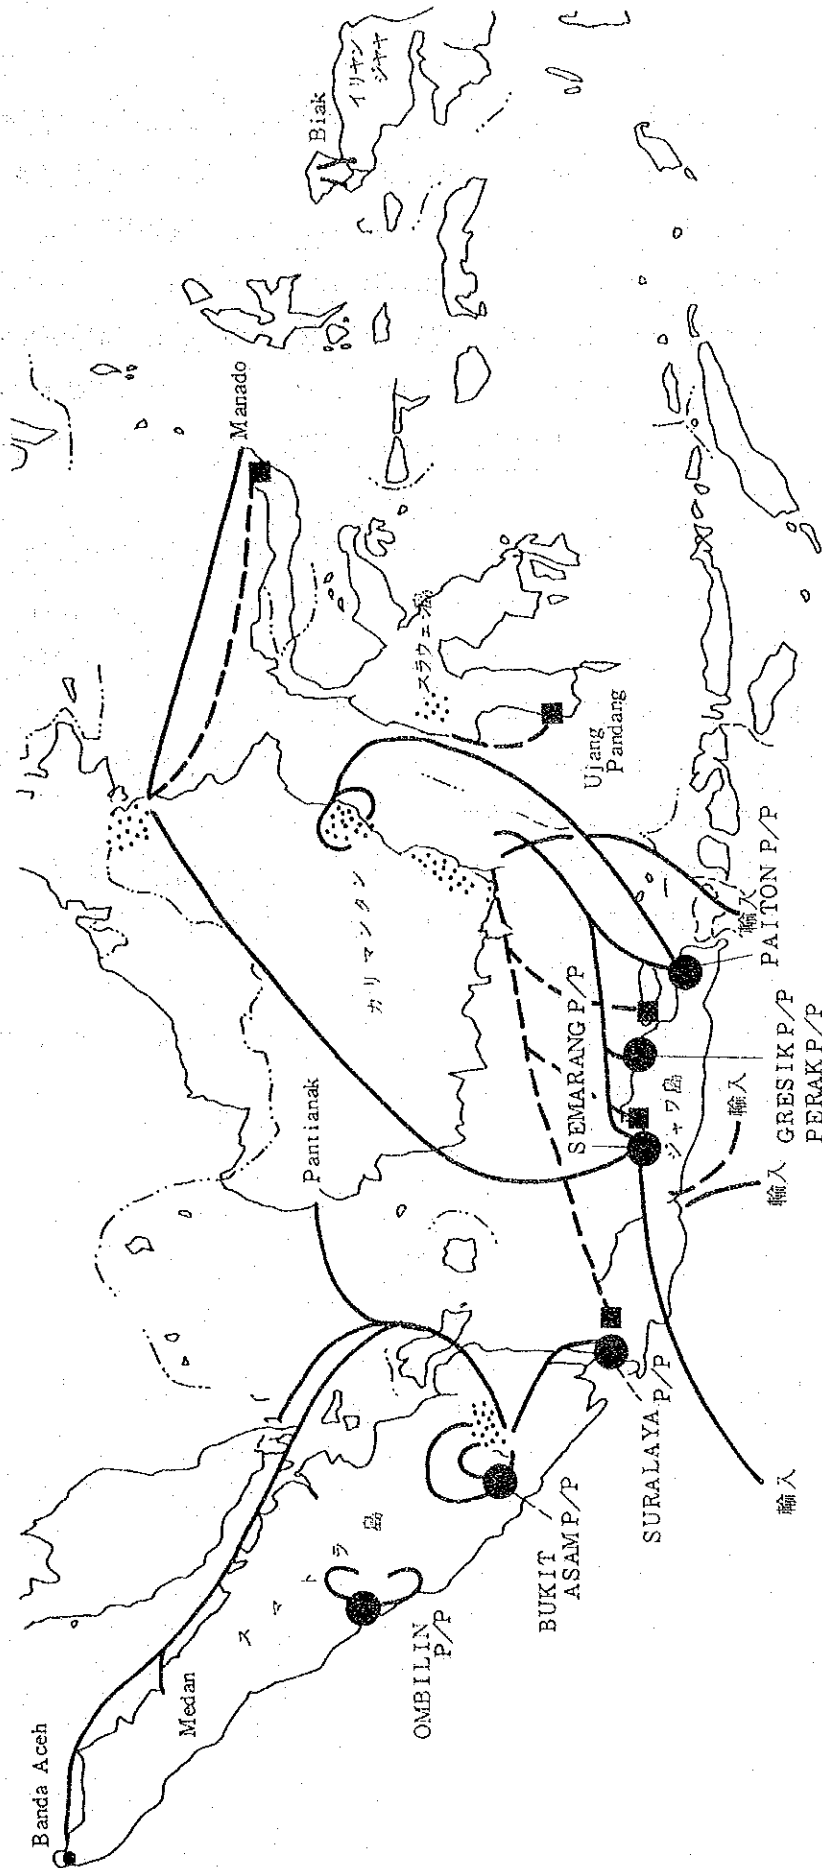 Banda Aceh
Medan
スマトラ島
OMBILIN
P/P
BUKIT
ASAM P/P
SURALAYA
P/P
輸入
Pantianak
カリマンタン
SEMARANG P/P
ジャワ島
輸入
輸入
GRESIK P/P
PERAK P/P
輸入
PAITON P/P
Ujang
Pandang
スラウェシ島
Manado
Biak
イリヤン
ジャヤ